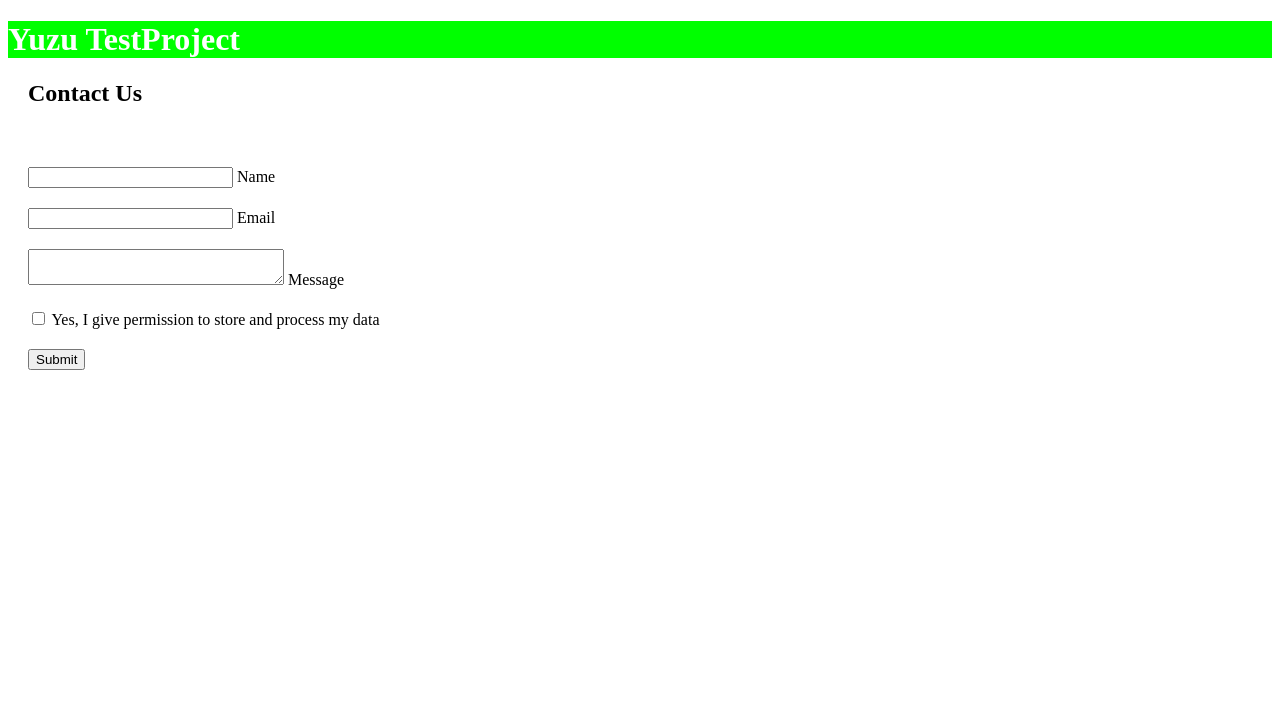 Yuzu TestProject
Contact Us
Name
Email
Message
Yes, I give permission to store and process my data
Submit